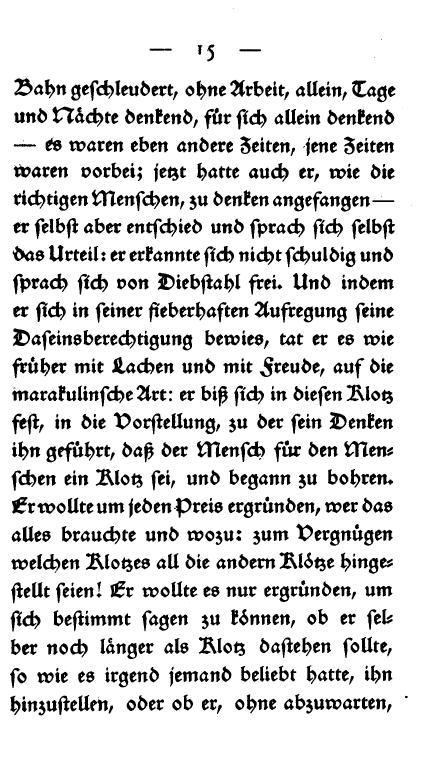 — 15 —
Bahn geschleudert, ohne Arbeit, allein, Tage
und Nächte denkend, für sich allein denkend
— es waren eben andere Zeiten, jene Zeiten
waren vorbei; jetzt hatte auch er, wie die
richtigen Menschen, zu denken angefangen —
er selbst aber entschied und sprach sich selbst
das Urteil: er erkannte sich nicht schuldig und
sprach sich von Diebstahl frei. Und indem
er sich in seiner fieberhaften Aufregung seine
Daseinsberechtigung bewies, tat er es wie
früher mit Lachen und mit Freude, auf die
marakulinsche Art: er biß sich in diesen Klotz
fest, in die Vorstellung, zu der sein Denken
ihn geführt, daß der Mensch für den Men-
schen ein Klotz sei, und begann zu bohren.
Er wollte um jeden Preis ergründen, wer das
alles brauchte und wozu: zum Vergnügen
welchen Klotzes all die andern Klötze hinge-
stellt seien! Er wollte es nur ergründen, um
sich bestimmt sagen zu können, ob er sel-
ber noch länger als Klotz dastehen sollte,
so wie es irgend jemand beliebt hatte, ihn
hinzustellen, oder ob er, ohne abzuwarten,